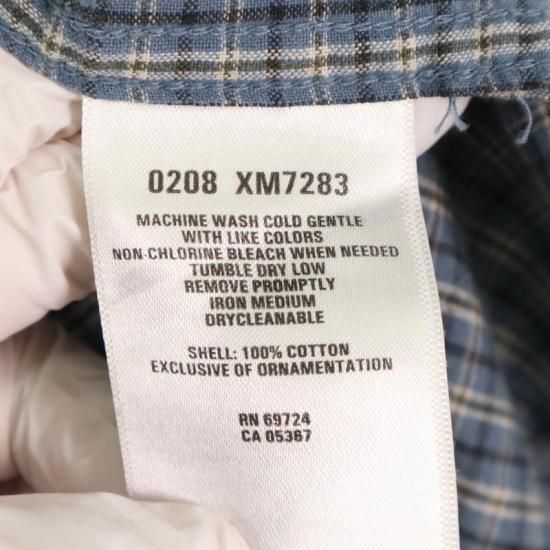 0208 XM7283
MACHINE WASH COLD GENTLE
WITH LIKE COLORS
NON-CHLORINE BLEACH WHEN NEEDED
TUMBLE DRY LOW
REMOVE PROMPTLY
IRON MEDIUM
DRYCLEANABLE
SHELL: 100% COTTON
EXCLUSIVE OF ORNAMENTATION
RN 69724
CA 05367